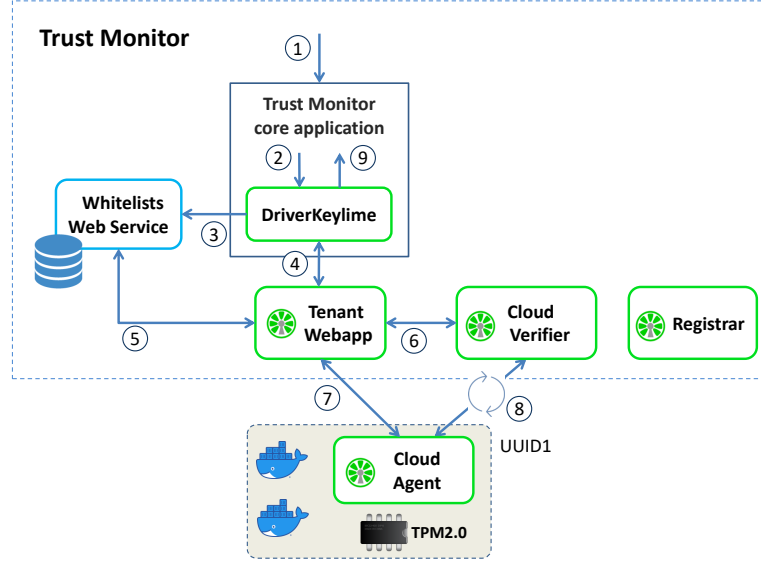 Trust Monitor
1
Trust Monitor
core application
2
9
Whitelists
Web Service
DriverKeylime
3
4
Tenant
Webapp
Cloud
Verifier
Registrar
5
6
7
8
UUID1
Cloud
Agent
TPM2.0